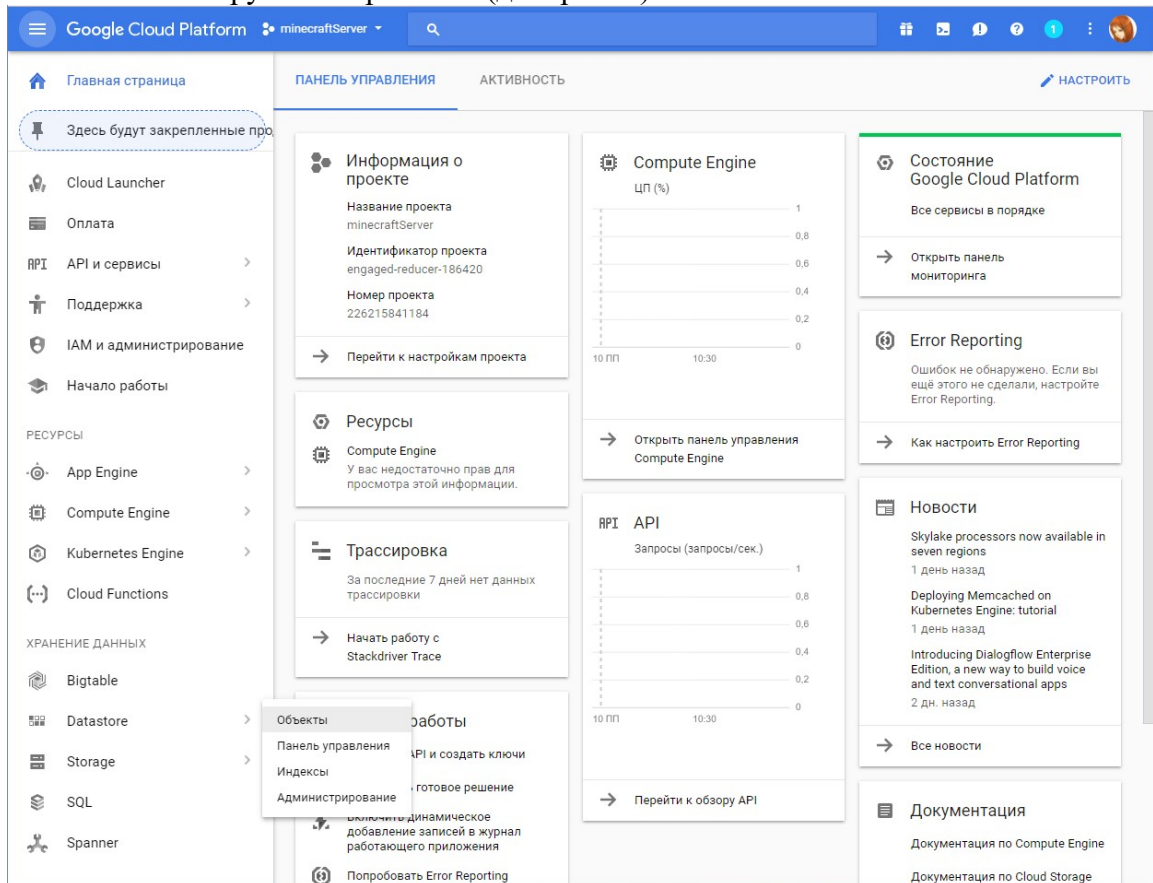 Google Cloud Platform
minecraftServer
1
Главная страница
Здесь будут закрепленные про
Cloud Launcher
Оплата
API
API и сервисы
Поддержка
IAM и администрирование
Начало работы
РЕСУРСЫ
App Engine
Compute Engine
Kubernetes Engine
Cloud Functions
ХРАНЕНИЕ ДАННЫХ
Bigtable
Datastore
Storage
SQL
Spanner
Объекты
Панель управления
Индексы
Администрирование
ПАНЕЛЬ УПРАВЛЕНИЯ
АКТИВНОСТЬ
НАСТРОИТЬ
Информация о
проекте
Название проекта
minecraftServer
Идентификатор проекта
engaged-reducer-186420
Номер проекта
226215841184
Перейти к настройкам проекта
Ресурсы
Compute Engine
У вас недостаточно прав для
просмотра этой информации.
Трассировка
За последние 7 дней нет данных
трассировки
Начать работу с
Stackdriver Trace
работы
API и создать ключи
готовое решение
Включить динамическое
добавление записей в журнал
работающего приложения
Попробовать Error Reporting
Compute Engine
ЦП (%)
1
0,8
0,6
0,4
0,2
0
10 ПП
10:30
Открыть панель управления
Compute Engine
API
API
Запросы (запросы/сек.)
1
0,8
0,6
0,4
0,2
0
10 ПП
10:30
Перейти к обзору API
Состояние
Google Cloud Platform
Все сервисы в порядке
Открыть панель
мониторинга
Error Reporting
Ошибок не обнаружено. Если вы
ещё этого не сделали, настройте
Error Reporting.
Как настроить Error Reporting
Новости
Skylake processors now available in
seven regions
1 день назад
Deploying Memcached on
Kubernetes Engine: tutorial
1 день назад
Introducing Dialogflow Enterprise
Edition, a new way to build voice
and text conversational apps
2 дн. назад
Все новости
Документация
Документация по Compute Engine
Документация по Cloud Storage